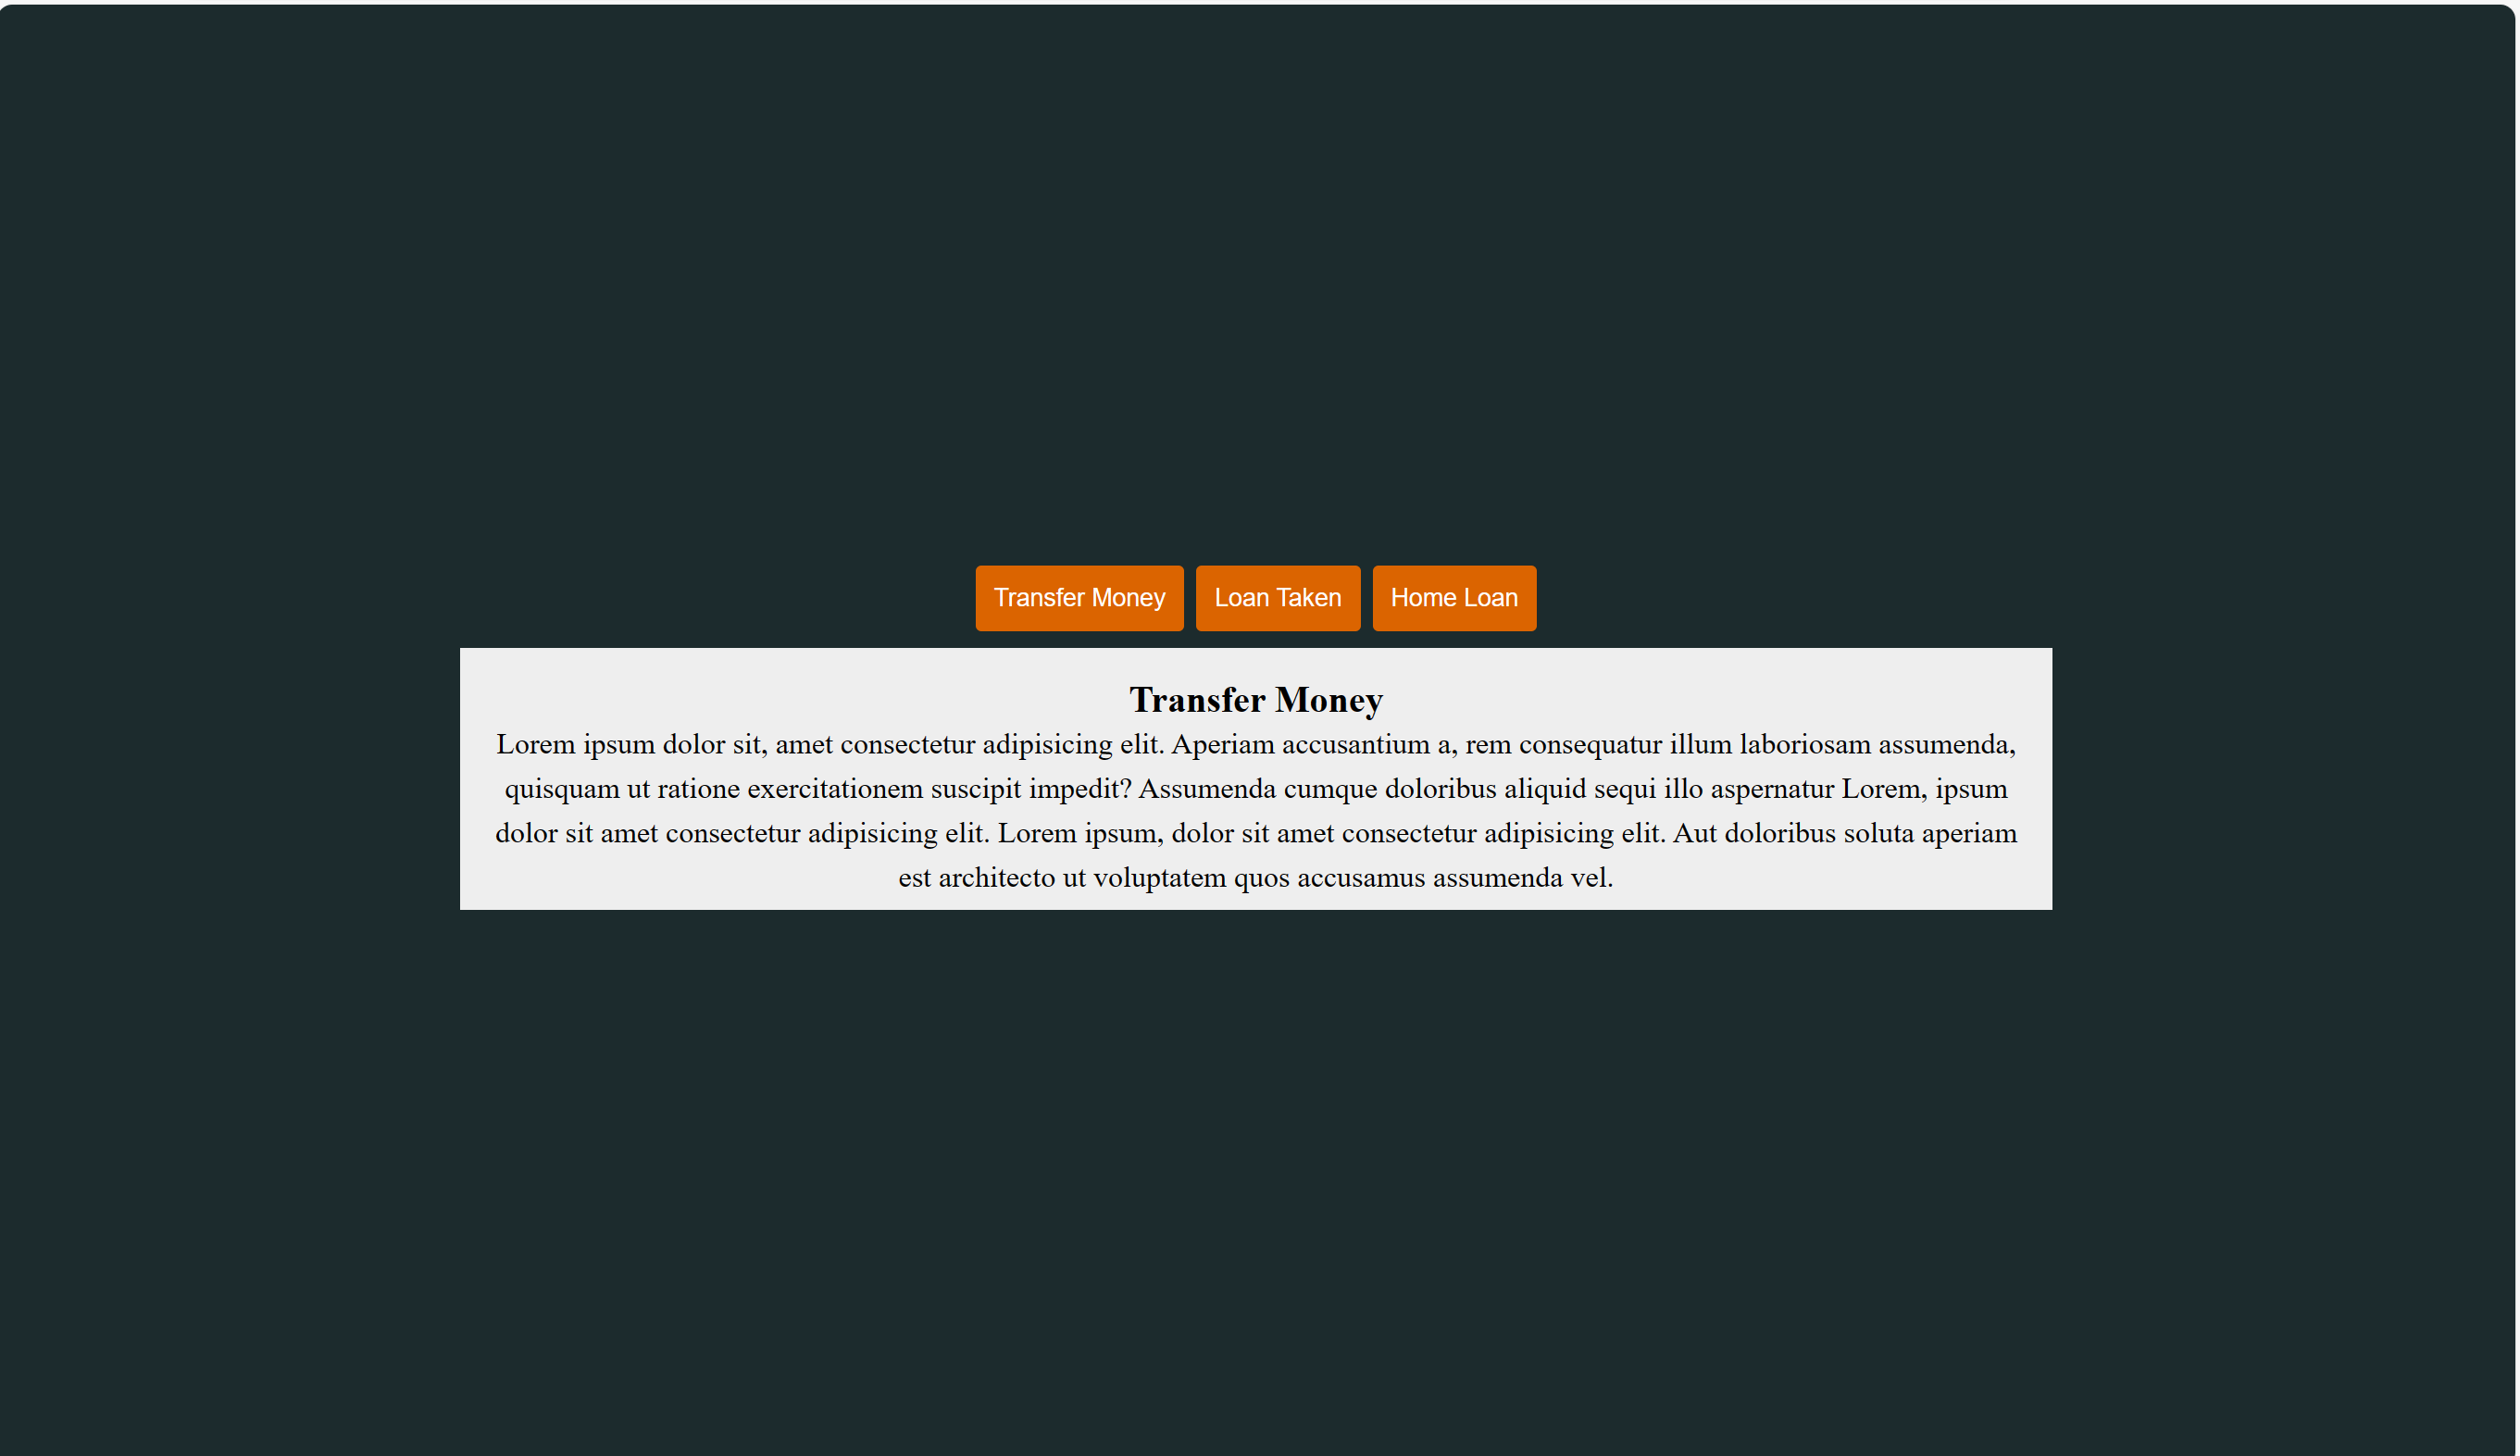 Transfer Money Loan Taken Home Loan
Transfer Money
Lorem ipsum dolor sit, amet consectetur adipisicing elit. Aperiam accusantium a, rem consequatur illum laboriosam assumenda,
quisquam ut ratione exercitationem suscipit impedit? Assumenda cumque doloribus aliquid sequi illo aspernatur Lorem, ipsum
dolor sit amet consectetur adipisicing elit. Lorem ipsum, dolor sit amet consectetur adipisicing elit. Aut doloribus soluta aperiam
est architecto ut voluptatem quos accusamus assumenda vel.